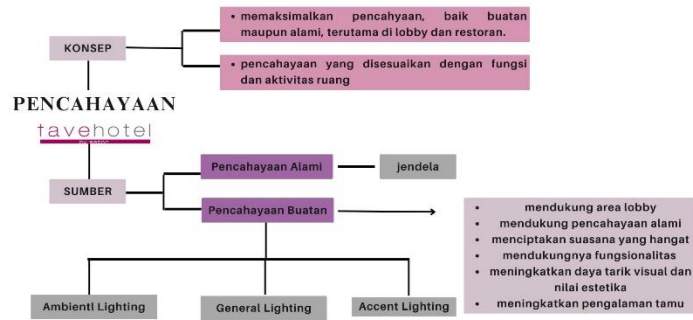 • memaksimalkan pencahyaan, baik buatan
maupun alami, terutama di lobby dan restoran.
KONSEP
• pencahayaan yang disesuaikan dengan fungsi
dan aktivitas ruang
PENCAHAYAAN
tavehotel
Pencahayaan Alami
jendela
SUMBER
Pencahayaan Buatan
• mendukung area lobby
• mendukung pencahayaan alami
• menciptakan suasana yang hangat
• mendukungnya fungsionalitas
• meningkatkan daya tarik visual dan
nilai estetika
• meningkatkan pengalaman tamu
Ambientl Lighting
General Lighting
Accent Lighting